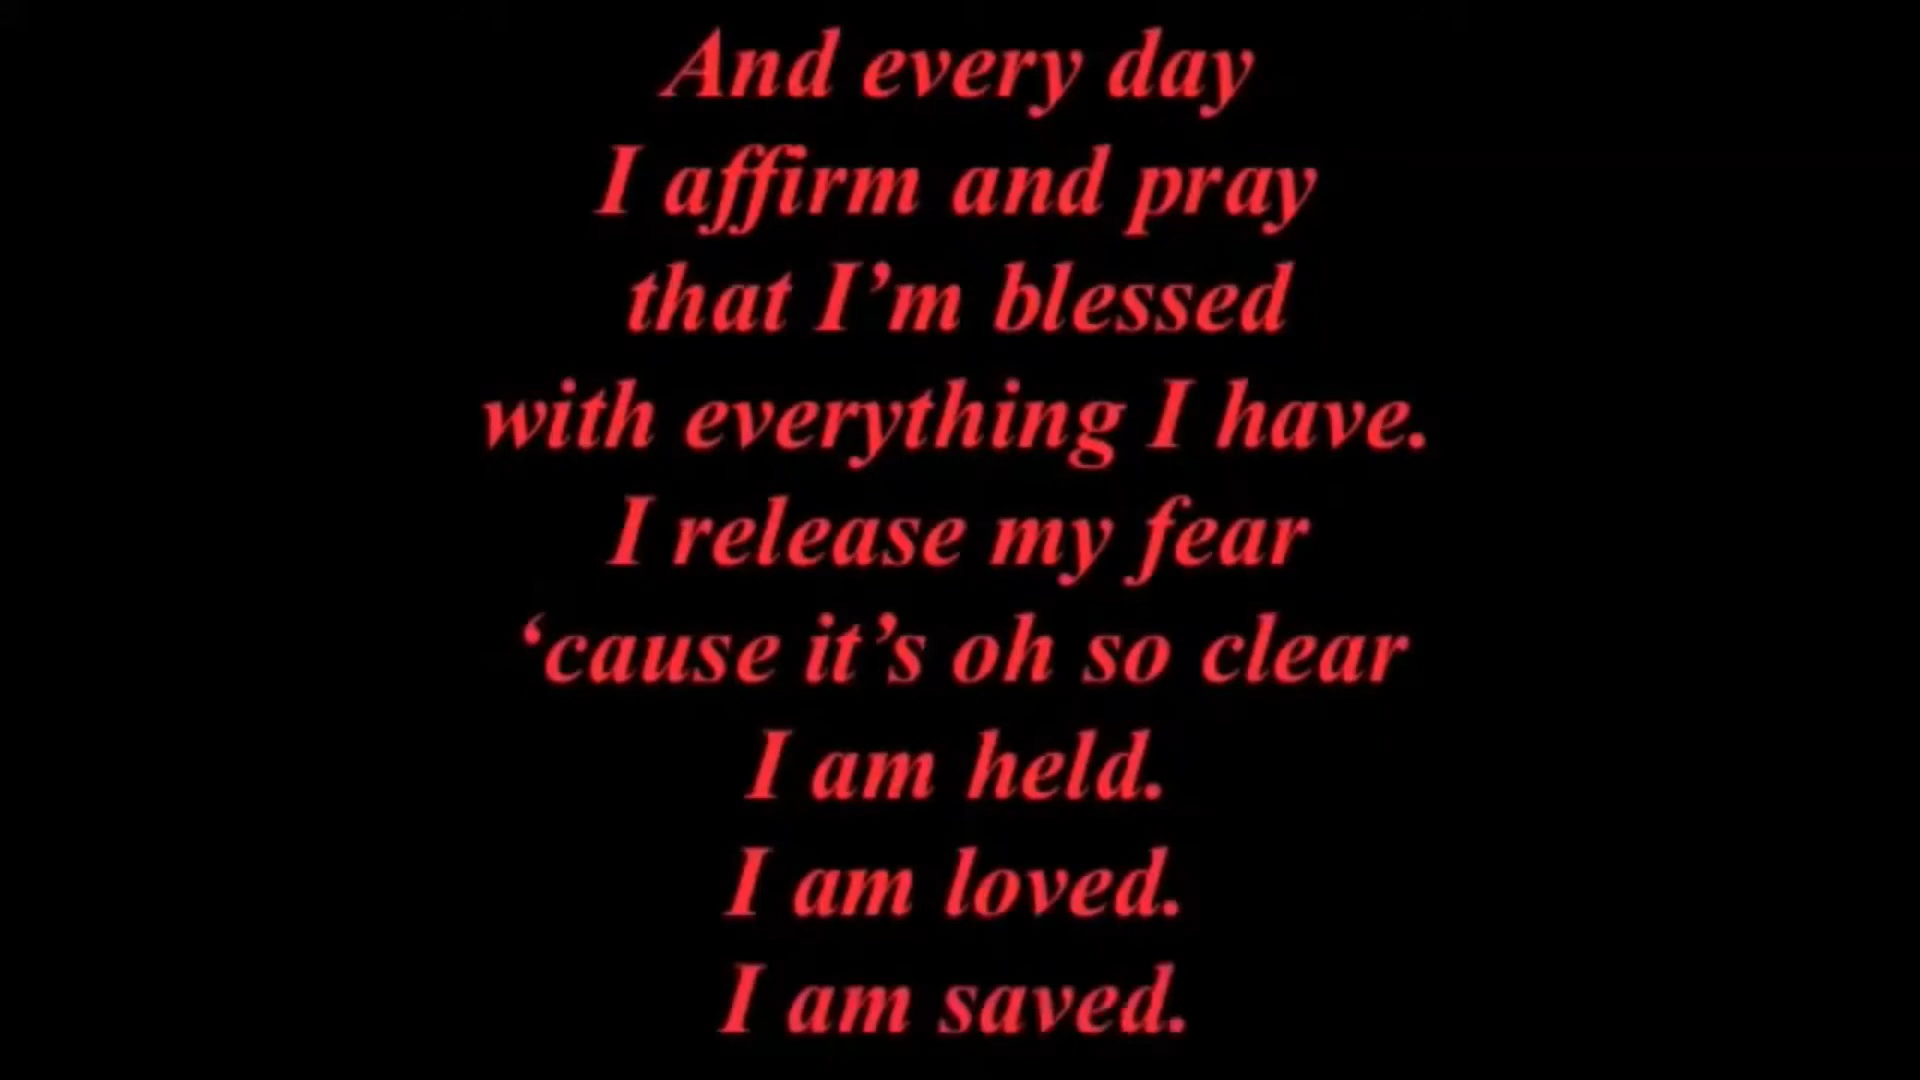 And every day
I affirm and pray
that I’m blessed
with everything I have.
I release my fear
‘cause it’s oh so clear
I am held.
I am loved.
I am saved.